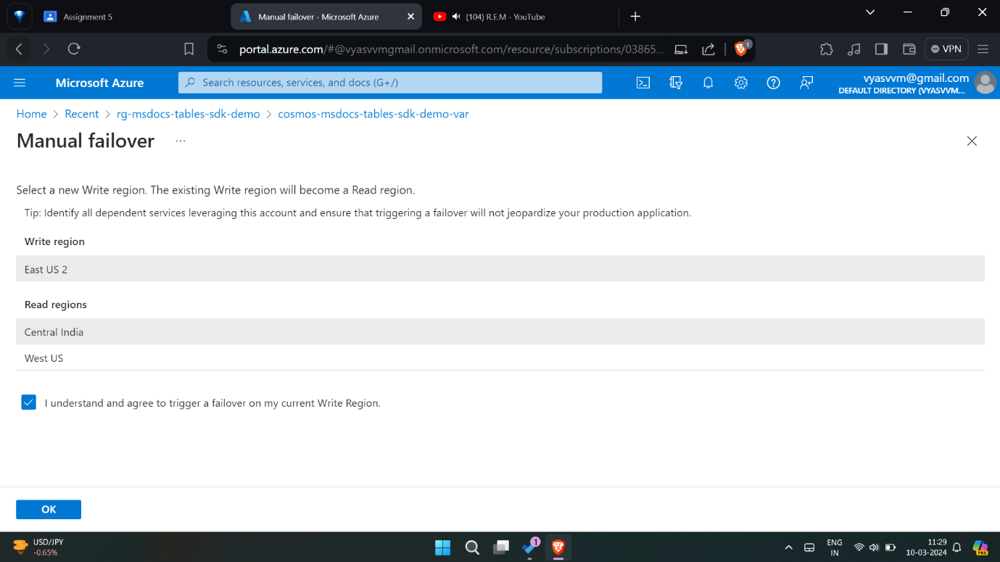 Assignment 5
Manual failover - Microsoft Azure
(104) R.E.M - YouTube
portal.azure.com/#@vyasvvmgmail.onmicrosoft.com/resource/subscriptions/03865...
1
VPN
Microsoft Azure
Search resources, services, and docs (G+/)
vyasvvm@gmail.com
DEFAULT DIRECTORY (VYASVVM...
Home > Recent > rg-msdocs-tables-sdk-demo > cosmos-msdocs-tables-sdk-demo-var
Manual failover ...
Select a new Write region. The existing Write region will become a Read region.
Tip: Identify all dependent services leveraging this account and ensure that triggering a failover will not jeopardize your production application.
Write region
East US 2
Read regions
Central India
West US
I understand and agree to trigger a failover on my current Write Region.
OK
USD/JPY
-0.65%
1
ENG
IN
11:29
10-03-2024
PRE